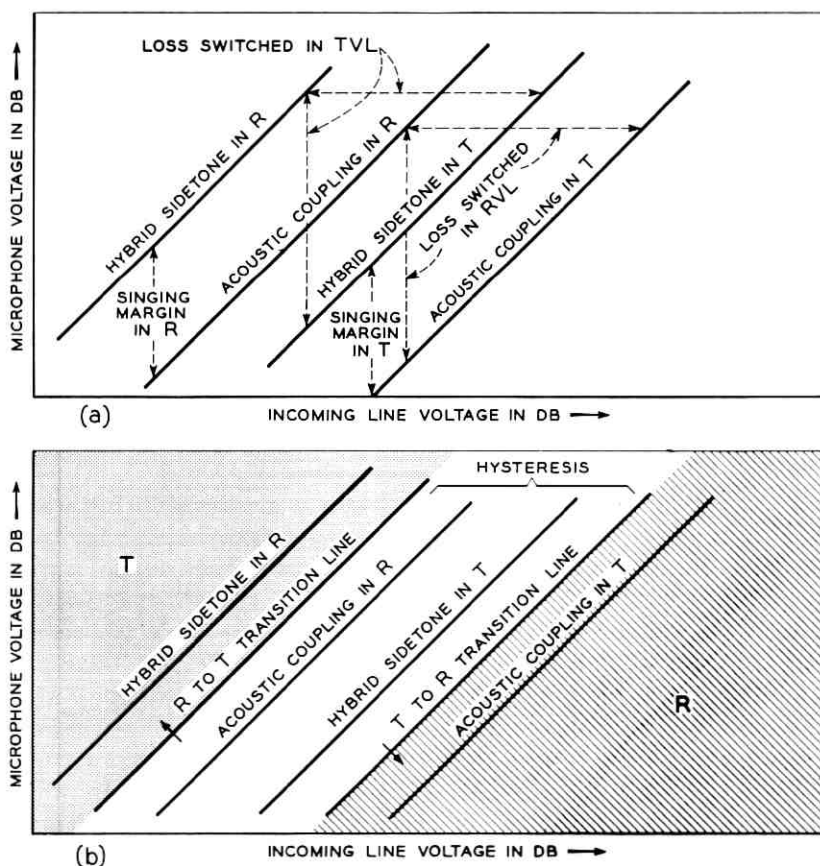 LOSS SWITCHED IN TVL
HYBRID SIDETONE IN R
ACOUSTIC COUPLING IN R
HYBRID SIDETONE IN T
LOSS SWITCHED
IN RVL
ACOUSTIC COUPLING IN T
SINGING
MARGIN
IN R
SINGING
MARGIN
IN T
MICROPHONE VOLTAGE IN DB
(a)
INCOMING LINE VOLTAGE IN DB
HYSTERESIS
T
HYBRID SIDETONE IN R
R TO T TRANSITION LINE
ACOUSTIC COUPLING IN R
HYBRID SIDETONE IN T
T TO R TRANSITION LINE
ACOUSTIC COUPLING IN T
R
MICROPHONE VOLTAGE IN DB
(b)
INCOMING LINE VOLTAGE IN DB